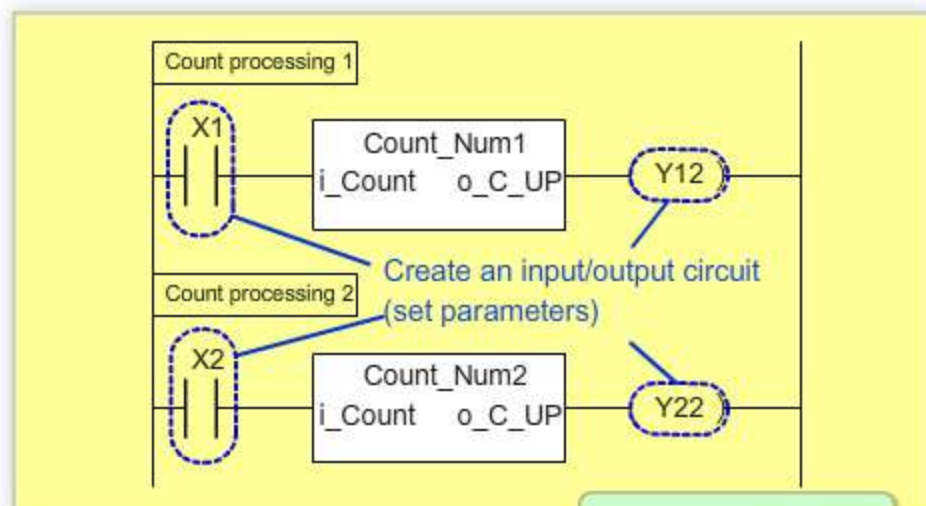 Count processing 1
X1
Count_Num1
i_Count o_C_UP
Y12
Create an input/output circuit
(set parameters)
Count processing 2
X2
Count_Num2
i_Count o_C_UP
Y22